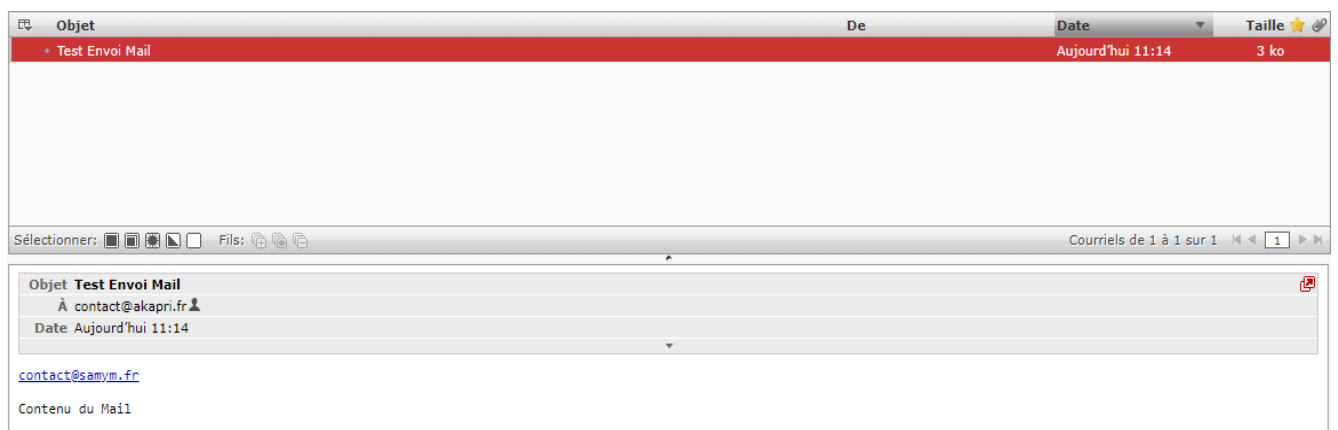 Objet De Date Taille
Test Envoi Mail Aujourd'hui 11:14 3 ko
Sélectionner: Fils: Courriels de 1 à 1 sur 1 1
Objet Test Envoi Mail
À contact@akapri.fr
Date Aujourd'hui 11:14
contact@samym.fr
Contenu du Mail